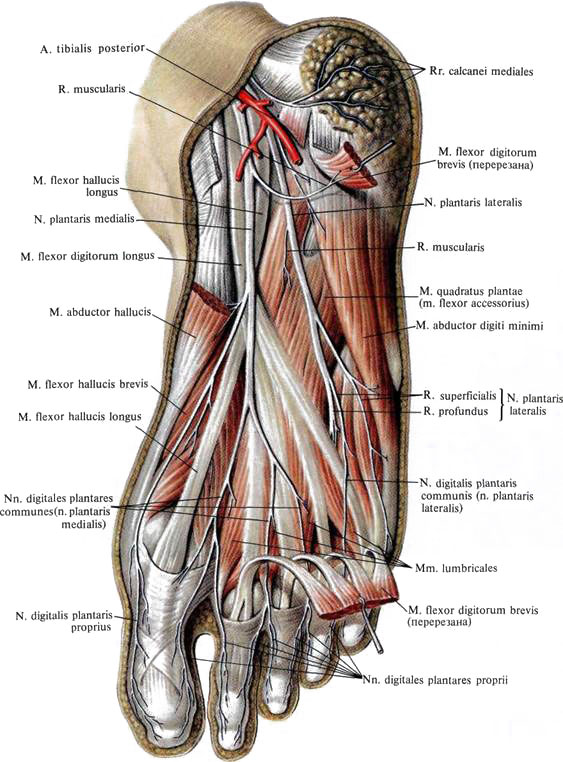 A. tibialis posterior
R. muscularis
M. flexor hallucis
longus
N. plantaris medialis
M. flexor digitorum longus
M. abductor hallucis
M. flexor hallucis brevis
M. flexor hallucis longus
Nn. digitales plantares
communes(n. plantaris
medialis)
N. digitalis plantaris
proprius
Rr. calcanei mediales
M. flexor digitorum
brevis (перерезана)
N. plantaris lateralis
R. muscularis
M. quadratus plantae
(m. flexor accessorius)
M. abductor digiti minimi
R. superficialis
R. profundus
N. plantaris
lateralis
N. digitalis plantaris
communis (n. plantaris
lateralis)
Mm. lumbricales
M. flexor digitorum brevis
(перерезана)
Nn. digitales plantares proprii